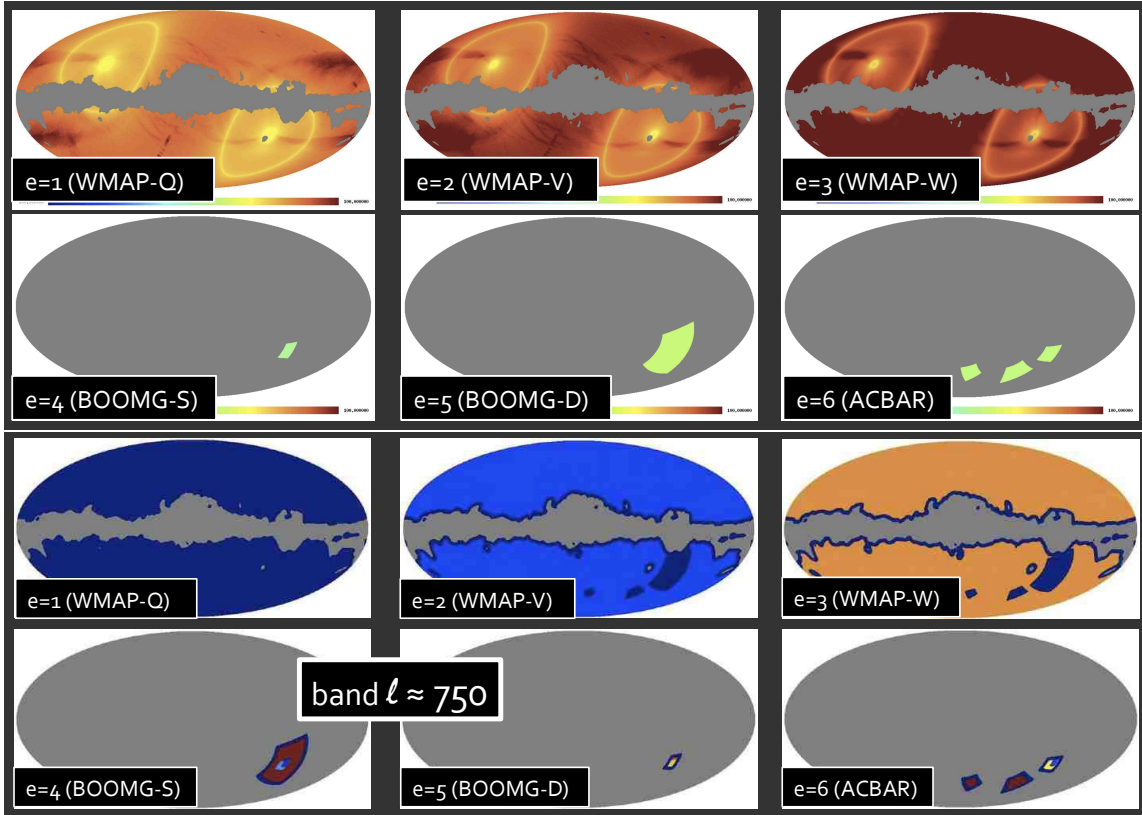 e=1 (WMAP-Q)
e=2 (WMAP-V)
e=3 (WMAP-W)
e=4 (BOOMG-S)
e=5 (BOOMG-D)
e=6 (ACBAR)
e=1 (WMAP-Q)
e=2 (WMAP-V)
e=3 (WMAP-W)
band ℓ ≈ 750
e=4 (BOOMG-S)
e=5 (BOOMG-D)
e=6 (ACBAR)